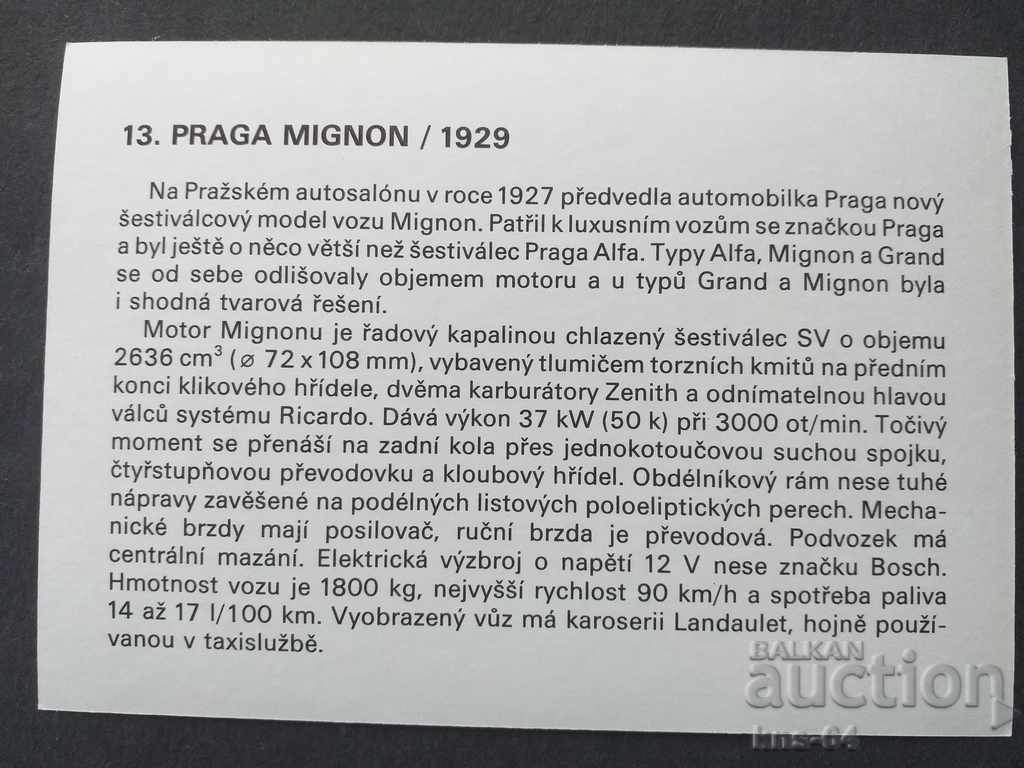 13. PRAGA MIGNON / 1929
Na Pražském autosalónu v roce 1927 předvedla automobilka Praga nový
šestiválcový model vozu Mignon. Patřil k luxusním vozům se značkou Praga
a byl ještě o něco větší než šestiválec Praga Alfa. Typy Alfa, Mignon a Grand
se od sebe odlišovaly objemem motoru a u typů Grand a Mignon byla
i shodná tvarová řešení.
Motor Mignonu je řadový kapalinou chlazený šestiválec SV o objemu
2636 cm³ (ø 72 x 108 mm), vybavený tlumičem torzních kmitů na předním
konci klikového hřídele, dvěma karburátory Zenith a odnímatelnou hlavou
válců systému Ricardo. Dává výkon 37 kW (50 k) při 3000 ot/min. Točivý
moment se přenáší na zadní kola přes jednokotoučovou suchou spojku,
čtyřstupňovou převodovku a kloubový hřídel. Obdélníkový rám nese tuhé
nápravy zavěšené na podélných listových poloeliptických perech. Mecha-
nické brzdy mají posilovač, ruční brzda je převodová. Podvozek má
centrální mazání. Elektrická výzbroj o napětí 12 V nese značku Bosch.
Hmotnost vozu je 1800 kg, nejvyšší rychlost 90 km/h a spotřeba paliva
14 až 17 l/100 km. Vyobrazený vůz má karoserii Landaulet, hojně použí-
vanou v taxislužbě.
BALKAN
auction
kns-64